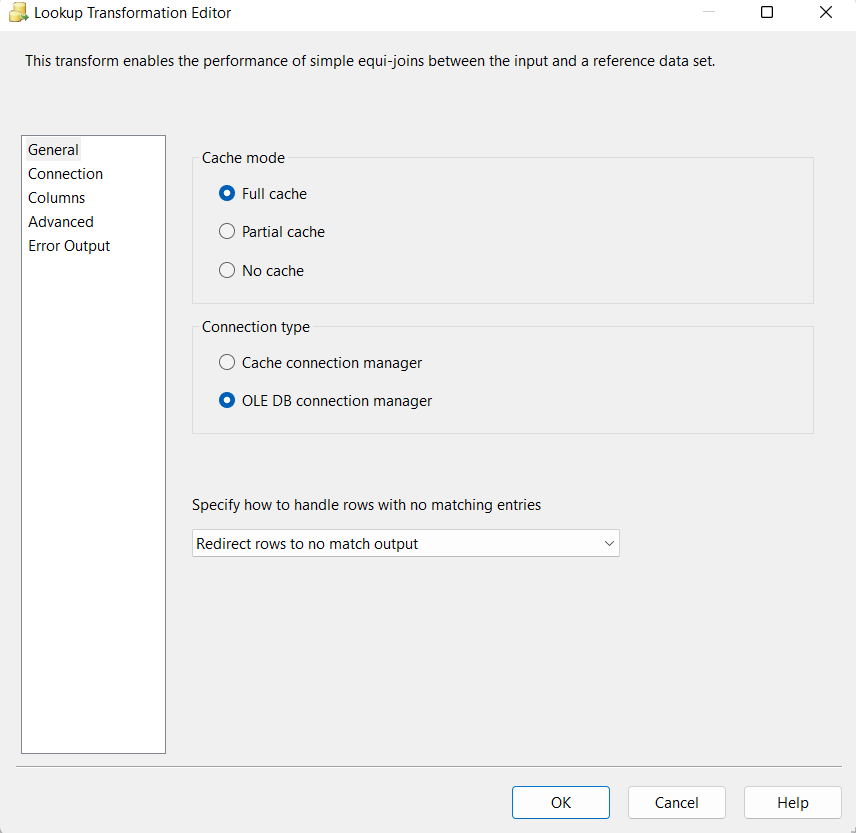 Lookup Transformation Editor
This transform enables the performance of simple equi-joins between the input and a reference data set.
General
Connection
Columns
Advanced
Error Output
Cache mode
Full cache
Partial cache
No cache
Connection type
Cache connection manager
OLE DB connection manager
Specify how to handle rows with no matching entries
Redirect rows to no match output
OK
Cancel
Help